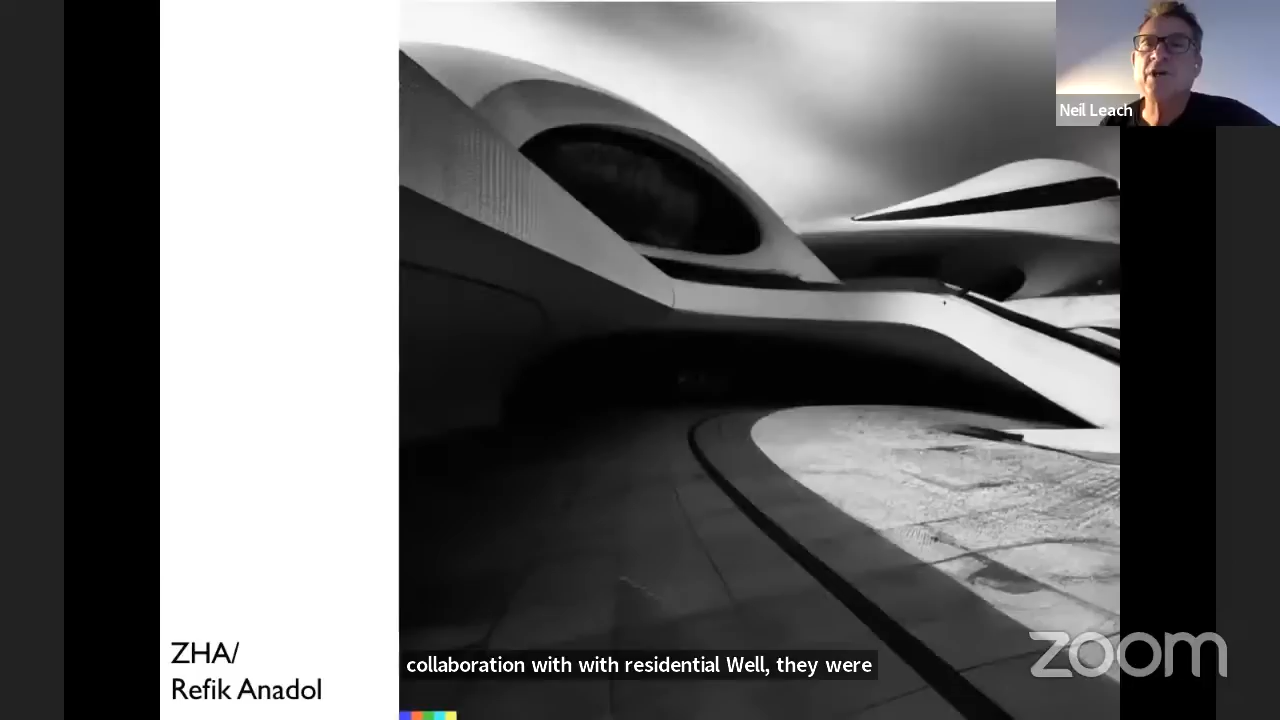 Neil Leach
ZHA/
Refik Anadol
collaboration with with residential Well, they were
zoom